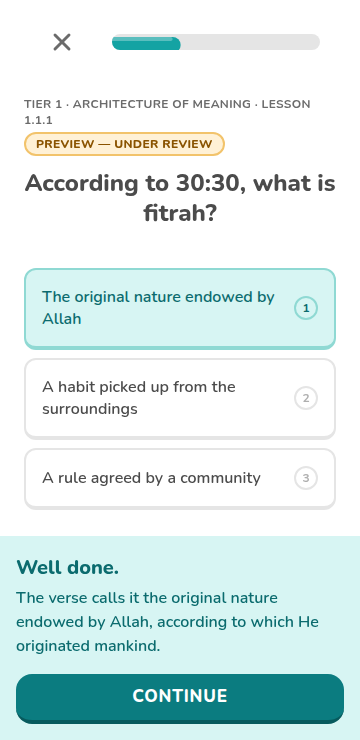 TIER 1 · ARCHITECTURE OF MEANING · LESSON
1.1.1
PREVIEW — UNDER REVIEW
According to 30:30, what is
fitrah?
The original nature endowed by
Allah
1
A habit picked up from the
surroundings
2
A rule agreed by a community
3
Well done.
The verse calls it the original nature
endowed by Allah, according to which He
originated mankind.
CONTINUE